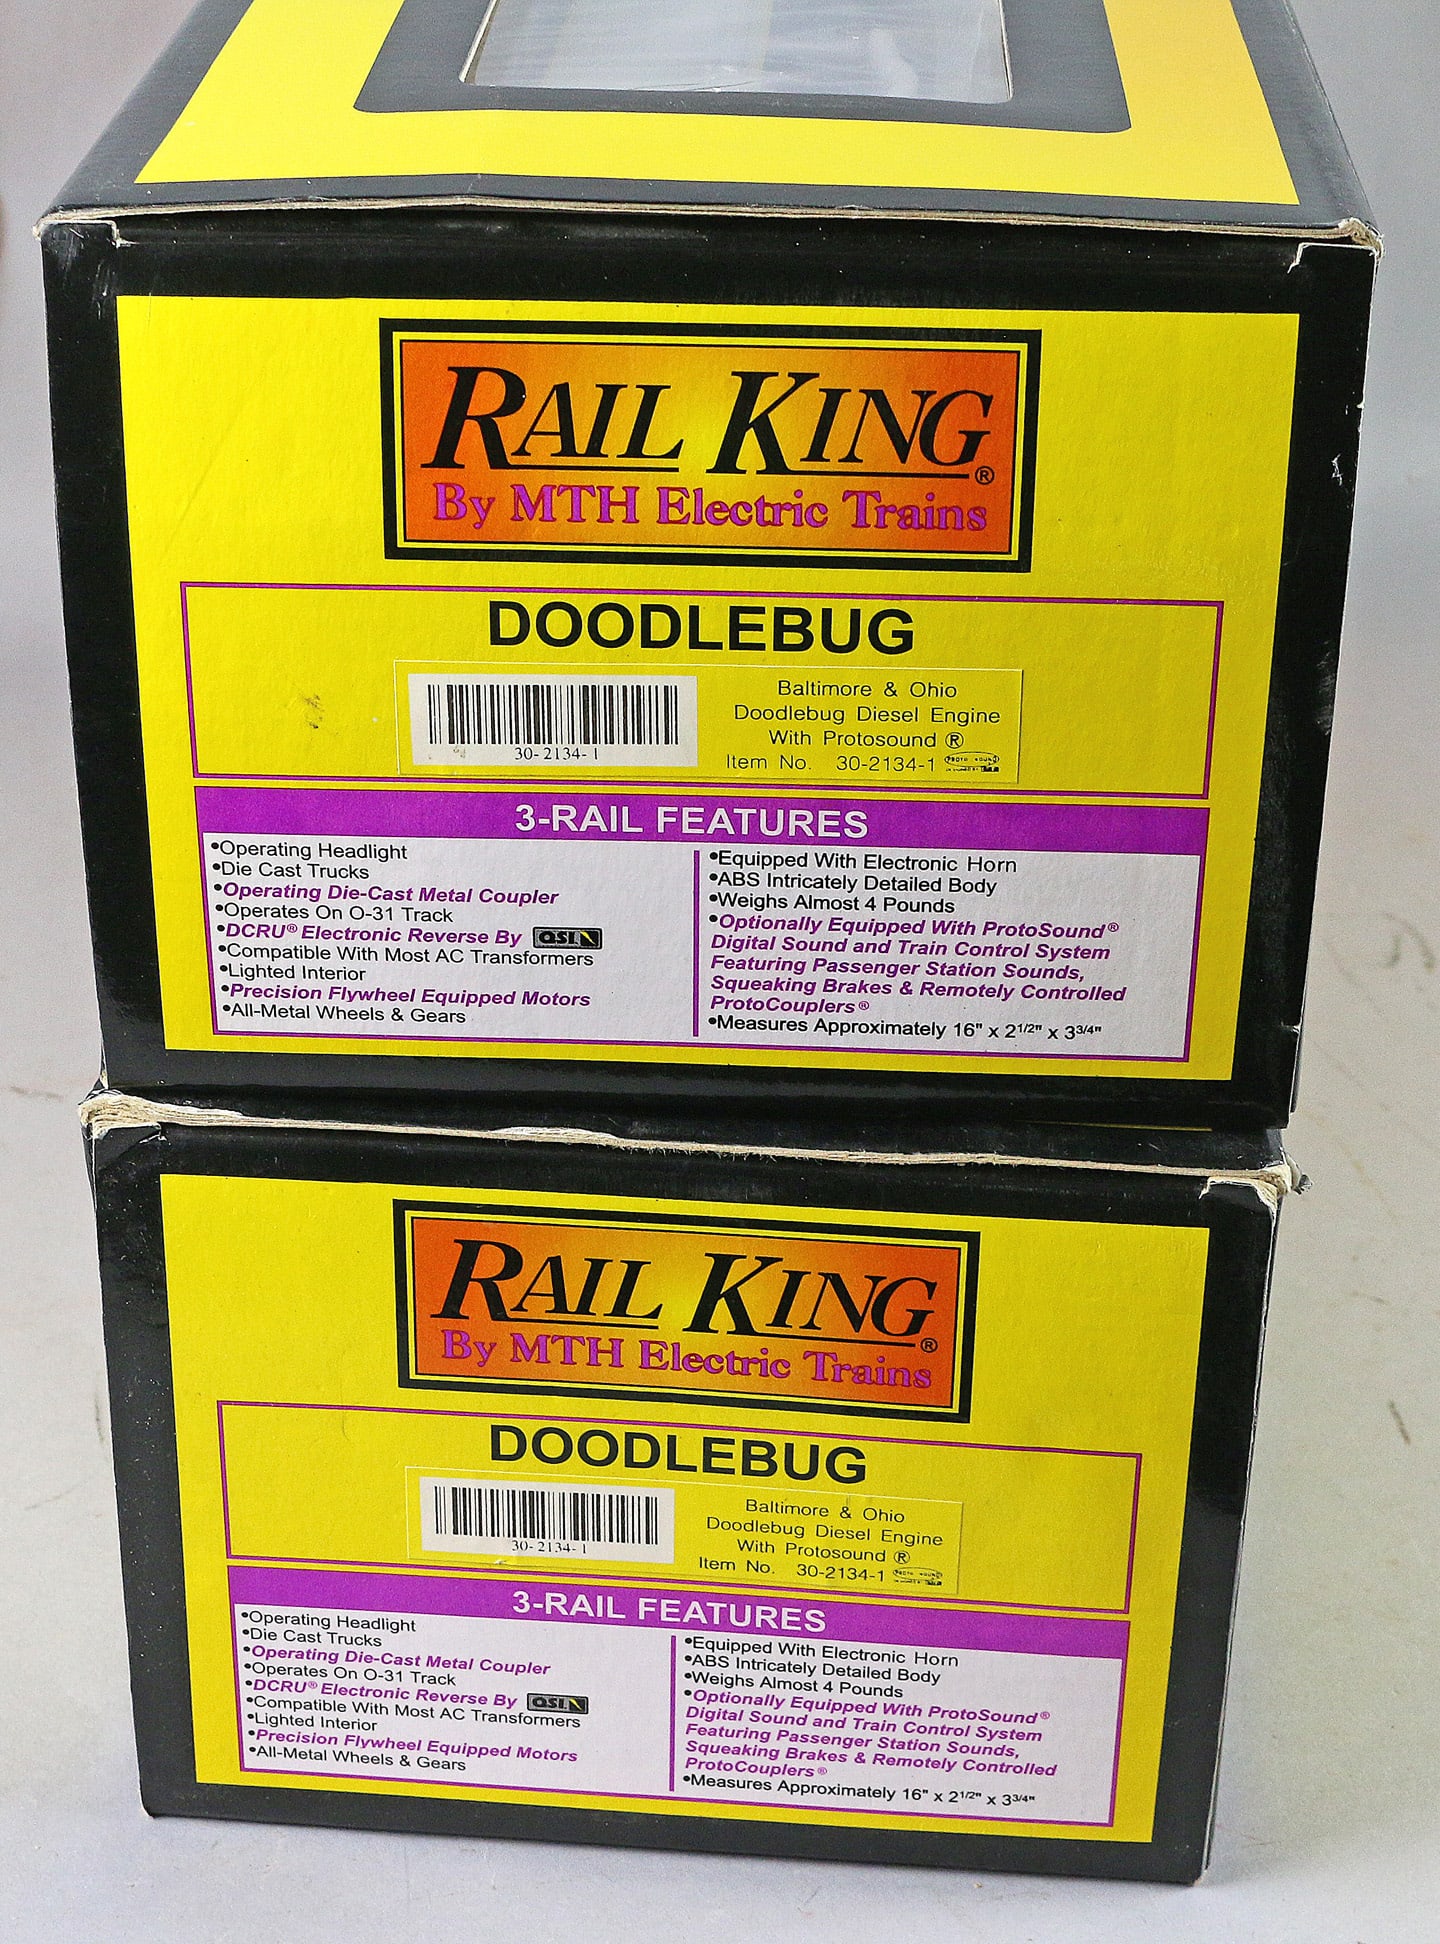 RAIL KING®
By MTH Electric Trains
DOODLEBUG
30-2134-1
Baltimore & Ohio
Doodlebug Diesel Engine
With Protosound ®
Item No. 30-2134-1 PROTO SOUND
3-RAIL FEATURES
•Operating Headlight
•Die Cast Trucks
•Operating Die-Cast Metal Coupler
•Operates On O-31 Track
•DCRU® Electronic Reverse By QSI
•Compatible With Most AC Transformers
•Lighted Interior
•Precision Flywheel Equipped Motors
•All-Metal Wheels & Gears
•Equipped With Electronic Horn
•ABS Intricately Detailed Body
•Weighs Almost 4 Pounds
•Optionally Equipped With ProtoSound®
Digital Sound and Train Control System
Featuring Passenger Station Sounds,
Squeaking Brakes & Remotely Controlled
ProtoCouplers®
•Measures Approximately 16" x 2 1/2" x 3 3/4"
RAIL KING®
By MTH Electric Trains
DOODLEBUG
30-2134-1
Baltimore & Ohio
Doodlebug Diesel Engine
With Protosound ®
Item No. 30-2134-1 PROTO SOUND
3-RAIL FEATURES
•Operating Headlight
•Die Cast Trucks
•Operating Die-Cast Metal Coupler
•Operates On O-31 Track
•DCRU® Electronic Reverse By QSI
•Compatible With Most AC Transformers
•Lighted Interior
•Precision Flywheel Equipped Motors
•All-Metal Wheels & Gears
•Equipped With Electronic Horn
•ABS Intricately Detailed Body
•Weighs Almost 4 Pounds
•Optionally Equipped With ProtoSound®
Digital Sound and Train Control System
Featuring Passenger Station Sounds,
Squeaking Brakes & Remotely Controlled
ProtoCouplers®
•Measures Approximately 16" x 2 1/2" x 3 3/4"